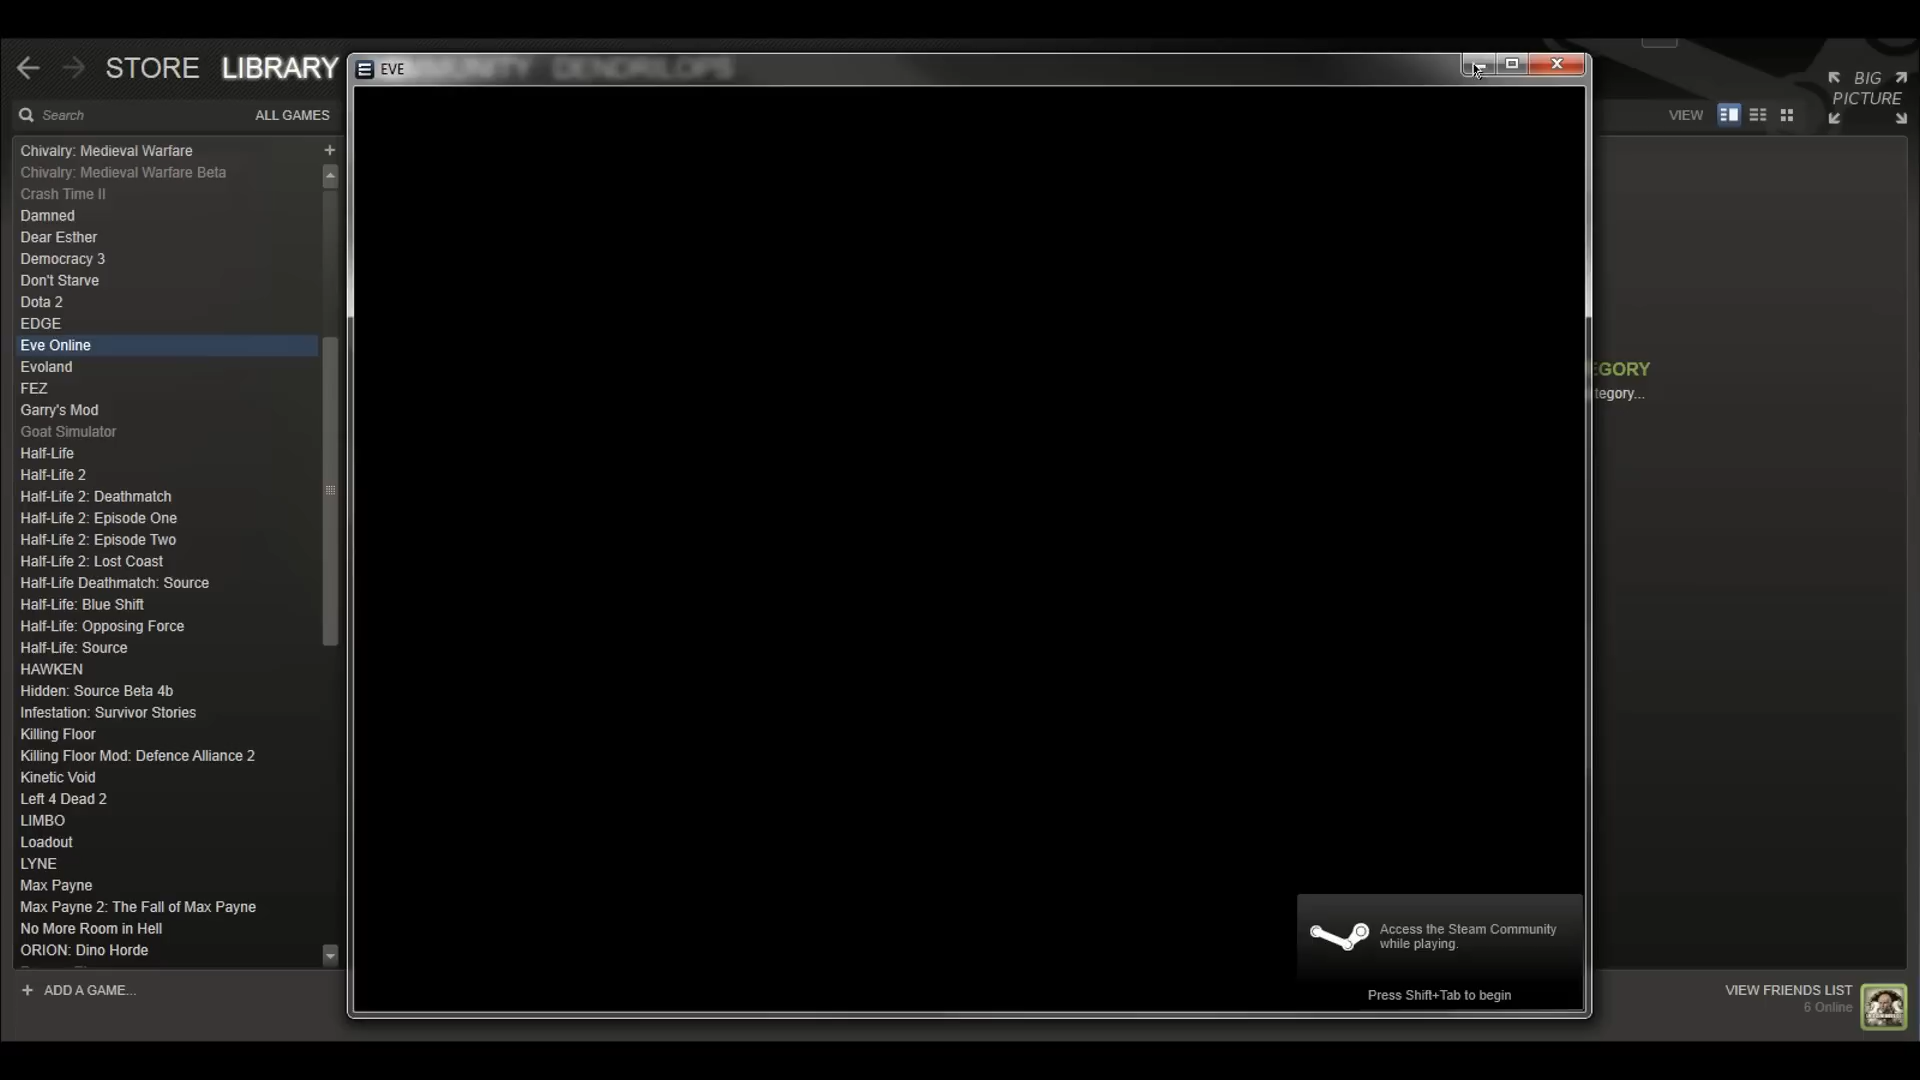 STORE LIBRARY
EVE
DENDRILOPS
BIG
PICTURE
Search
ALL GAMES
VIEW
Chivalry: Medieval Warfare
Chivalry: Medieval Warfare Beta
Crash Time II
Damned
Dear Esther
Democracy 3
Don't Starve
Dota 2
EDGE
Eve Online
Evoland
FEZ
Garry's Mod
Goat Simulator
Half-Life
Half-Life 2
Half-Life 2: Deathmatch
Half-Life 2: Episode One
Half-Life 2: Episode Two
Half-Life 2: Lost Coast
Half-Life Deathmatch: Source
Half-Life: Blue Shift
Half-Life: Opposing Force
Half-Life: Source
HAWKEN
Hidden: Source Beta 4b
Infestation: Survivor Stories
Killing Floor
Killing Floor Mod: Defence Alliance 2
Kinetic Void
Left 4 Dead 2
LIMBO
Loadout
LYNE
Max Payne
Max Payne 2: The Fall of Max Payne
No More Room in Hell
ORION: Dino Horde
+ ADD A GAME...
EGORY
tegory...
Access the Steam Community
while playing.
Press Shift+Tab to begin
VIEW FRIENDS LIST
6 Online